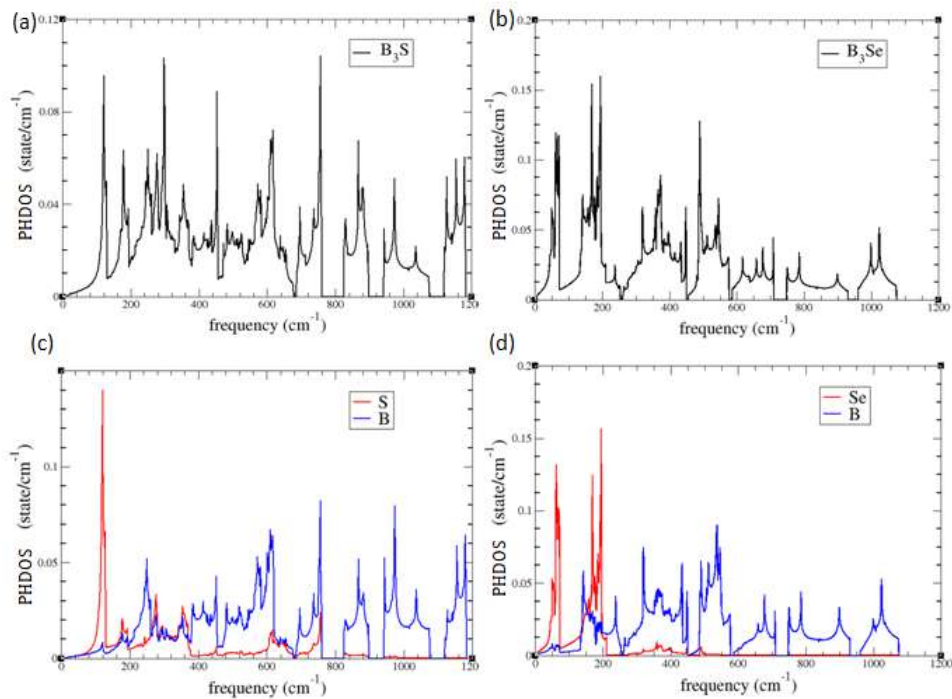 (a)
0.12
0.08
0.04
0
PHDOS (state/cm⁻¹)
B₃S
0 200 400 600 800 1000 120
frequency (cm⁻¹)
(b)
0.2
0.15
0.1
0.05
0
PHDOS (state/cm⁻¹)
B₃Se
0 200 400 600 800 1000 1200
frequency (cm⁻¹)
(c)
0.1
0.05
0
PHDOS (state/cm⁻¹)
S
B
0 200 400 600 800 1000 120
frequency (cm⁻¹)
(d)
0.2
0.15
0.1
0.05
0
PHDOS (state/cm⁻¹)
Se
B
0 200 400 600 800 1000 1200
frequency (cm⁻¹)